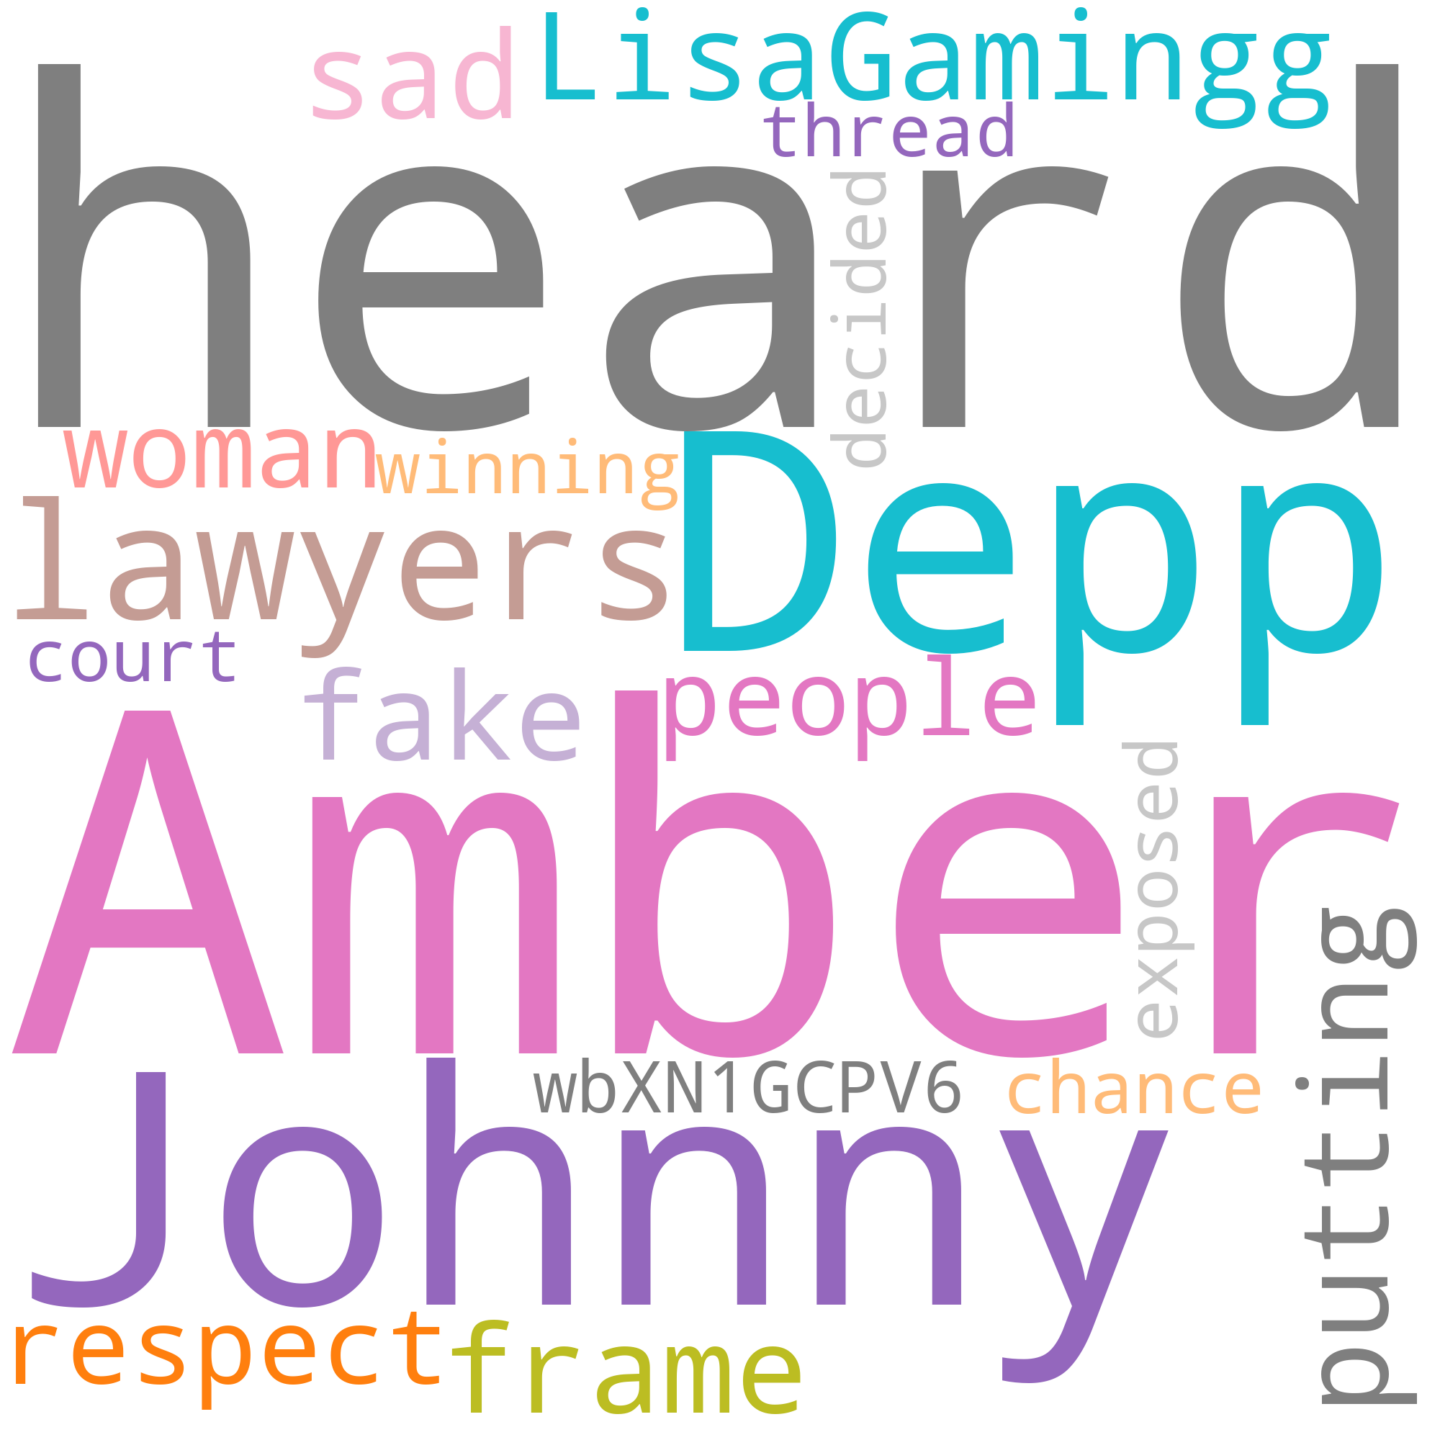 sad LisaGamingg
thread
heard
decided
woman winning
Depp
lawyers
court
fake people
Amber
exposed
putting
wbXN1GCPV6 chance
Johnny
respect frame